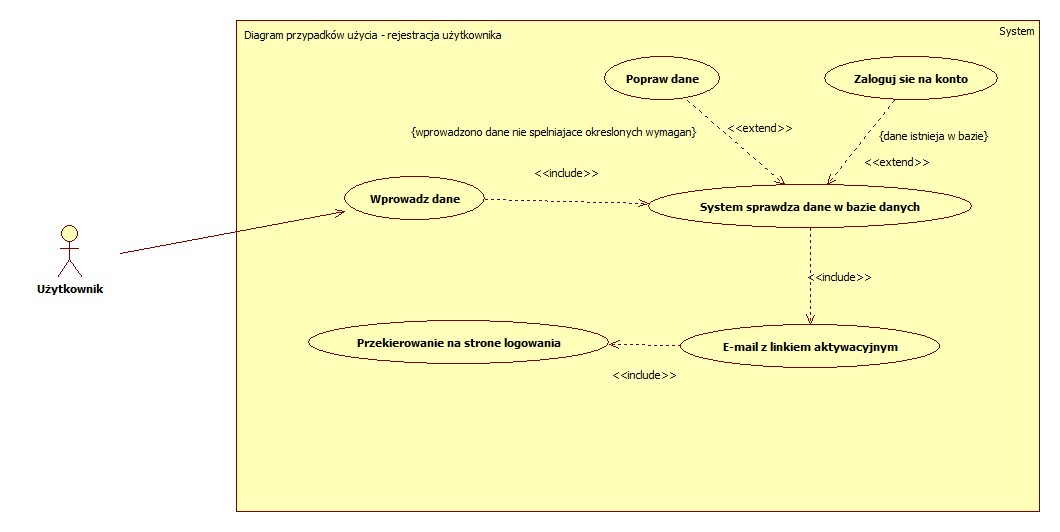 Diagram przypadków użycia - rejestracja użytkownika
System
Popraw dane
Zaloguj sie na konto
{wprowadzono dane nie spelniajace okreslonych wymagan}
<<extend>>
{dane istnieja w bazie}
<<extend>>
<<include>>
Wprowadz dane
System sprawdza dane w bazie danych
Użytkownik
<<include>>
Przekierowanie na strone logowania
E-mail z linkiem aktywacyjnym
<<include>>